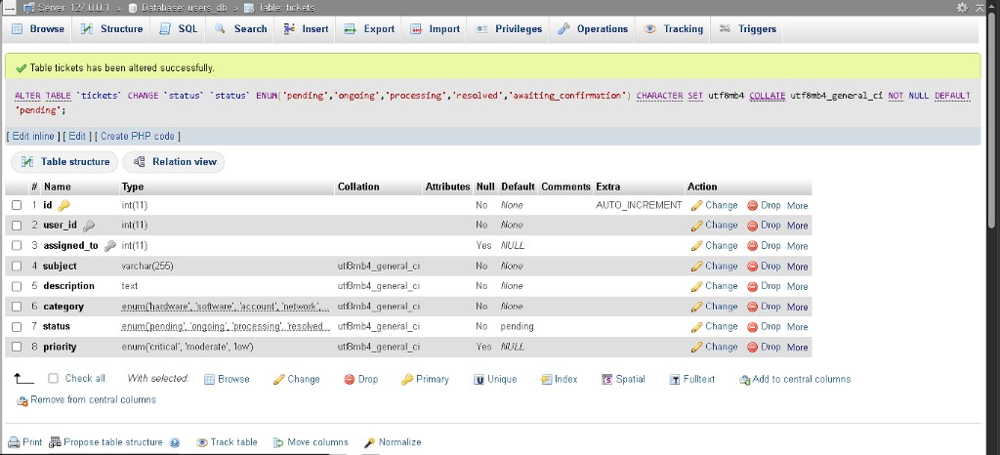 Server: 127.0.0.1 » Database: users_db » Table: tickets
Browse Structure SQL Search Insert Export Import Privileges Operations Tracking Triggers
Table tickets has been altered successfully.
ALTER TABLE `tickets` CHANGE `status` `status` ENUM('pending','ongoing','processing','resolved','awaiting_confirmation') CHARACTER SET utf8mb4 COLLATE utf8mb4_general_ci NOT NULL DEFAULT
'pending';
[ Edit inline ] [ Edit ] [ Create PHP code ]
Table structure Relation view
# Name Type Collation Attributes Null Default Comments Extra Action
1 id int(11) No None AUTO_INCREMENT Change Drop More
2 user_id int(11) No None Change Drop More
3 assigned_to int(11) Yes NULL Change Drop More
4 subject varchar(255) utf8mb4_general_ci No None Change Drop More
5 description text utf8mb4_general_ci No None Change Drop More
6 category enum('hardware', 'software', 'account', 'network',... utf8mb4_general_ci No None Change Drop More
7 status enum('pending', 'ongoing', 'processing', 'resolved... utf8mb4_general_ci No pending Change Drop More
8 priority enum('critical', 'moderate', 'low') utf8mb4_general_ci Yes NULL Change Drop More
Check all With selected: Browse Change Drop Primary Unique Index Spatial Fulltext Add to central columns
Remove from central columns
Print Propose table structure Track table Move columns Normalize